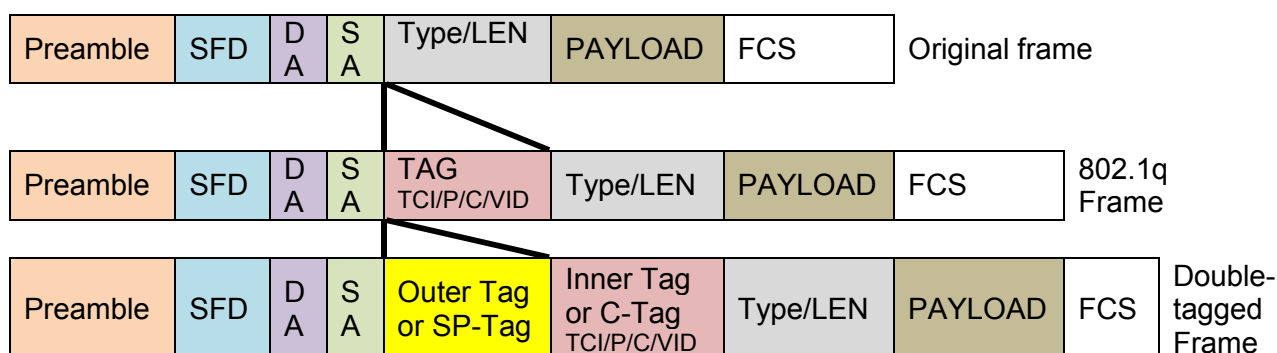 Preamble SFD D A S A Type/LEN PAYLOAD FCS Original frame
Preamble SFD D A S A TAG TCI/P/C/VID Type/LEN PAYLOAD FCS 802.1q Frame
Preamble SFD D A S A Outer Tag or SP-Tag Inner Tag or C-Tag TCI/P/C/VID Type/LEN PAYLOAD FCS Double-tagged Frame